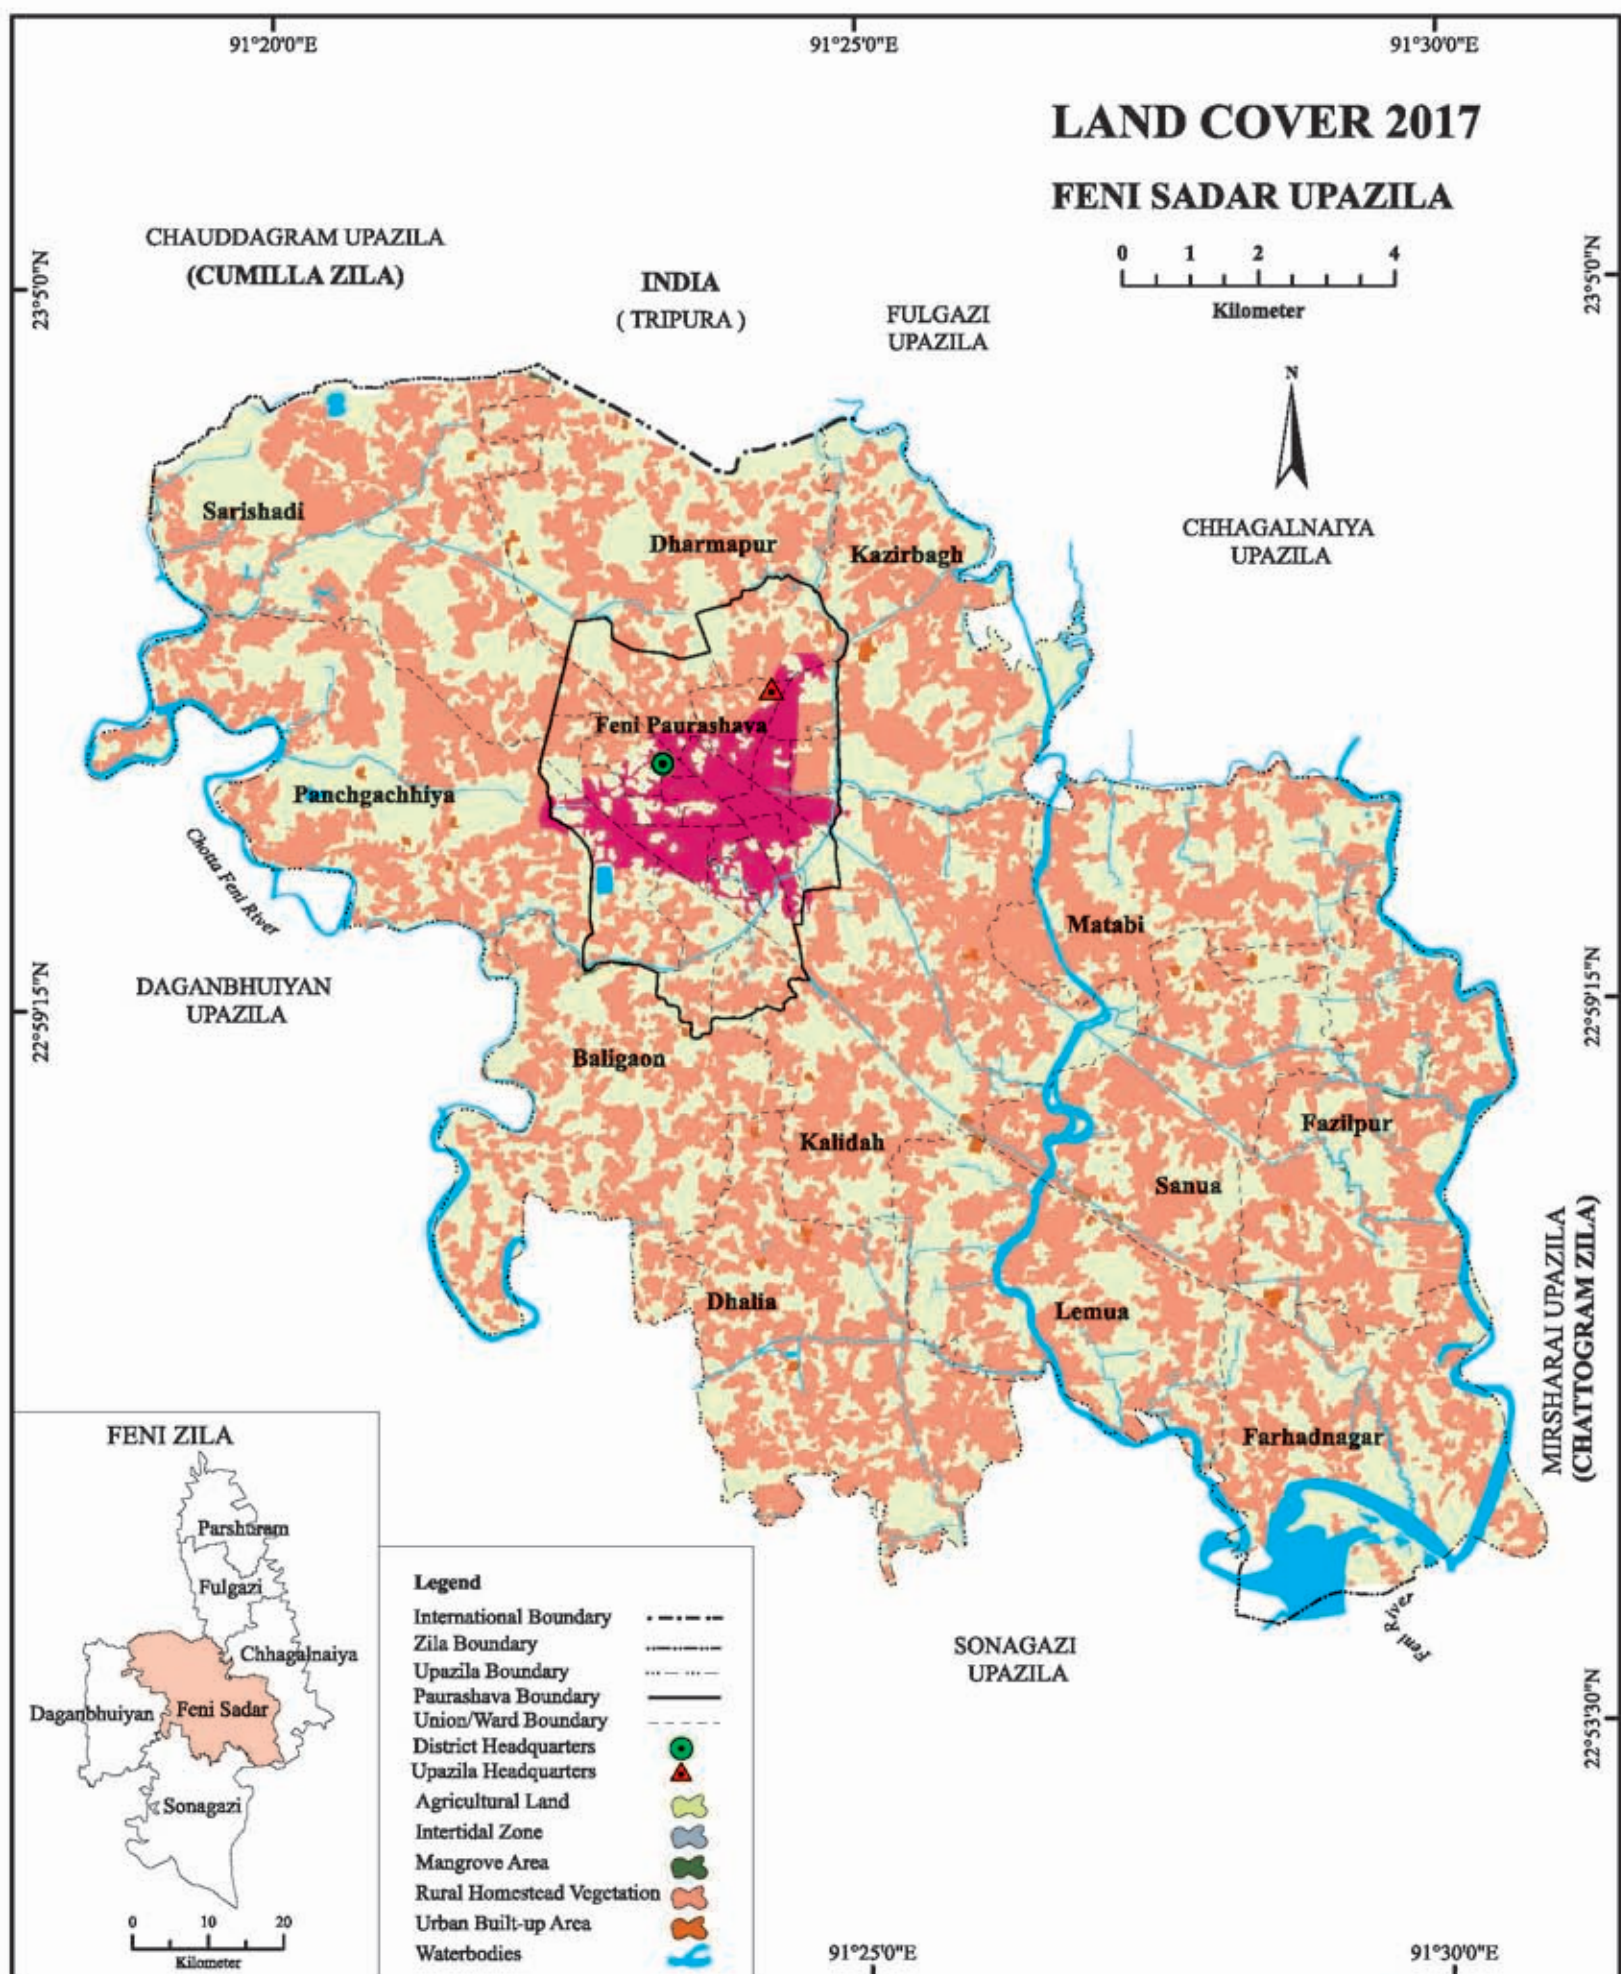 91°20'0"E
91°25'0"E
91°30'0"E
LAND COVER 2017
FENI SADAR UPAZILA
0 1 2 4
Kilometer
CHAUDDAGRAM UPAZILA
(CUMILLA ZILA)
INDIA
( TRIPURA )
FULGAZI
UPAZILA
23°5'0"N
23°5'0"N
N
CHHAGALNAIYA
UPAZILA
Sarishadi
Dharmapur
Kazirbagh
Feni Paurashava
Panchgachhiya
Chotta Feni River
Matabi
DAGANBHUIYAN
UPAZILA
22°59'15"N
22°59'15"N
Baligaon
Kalidah
Fazilpur
Sanua
Dhalia
Lemua
MIRSHARAI UPAZILA
(CHATTOGRAM ZILA)
Farhadnagar
Feni River
SONAGAZI
UPAZILA
22°53'30"N
FENI ZILA
Parshuram
Fulgazi
Chhagalnaiya
Daganbhuiyan
Feni Sadar
Sonagazi
0 10 20
Kilometer
Legend
International Boundary
Zila Boundary
Upazila Boundary
Paurashava Boundary
Union/Ward Boundary
District Headquarters
Upazila Headquarters
Agricultural Land
Intertidal Zone
Mangrove Area
Rural Homestead Vegetation
Urban Built-up Area
Waterbodies
91°25'0"E
91°30'0"E